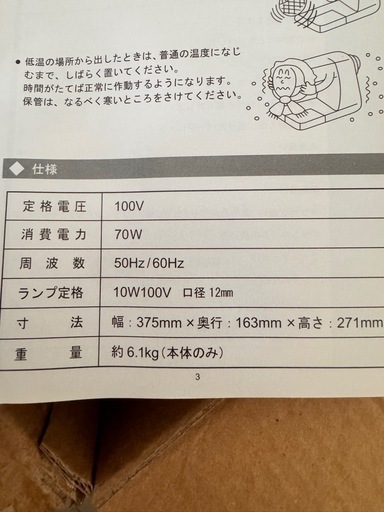 ● 低温の場所から出したときは、普通の温度になじ
むまで、しばらく置いてください。
時間がたてば正常に作動するようになります。
保管は、なるべく寒いところをさけてください。
◆ 仕様
定格電圧 100V
消費電力 70W
周波数 50Hz/60Hz
ランプ定格 10W100V 口径12mm
寸法 幅：375mm×奥行：163mm×高さ：271mm
重量 約6.1kg(本体のみ)
3